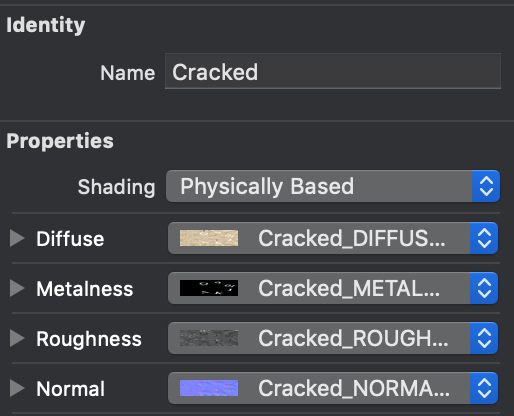 Identity
Name Cracked
Properties
Shading Physically Based
Diffuse Cracked_DIFFUS...
Metalness Cracked_METAL...
Roughness Cracked_ROUGH...
Normal Cracked_NORMA...